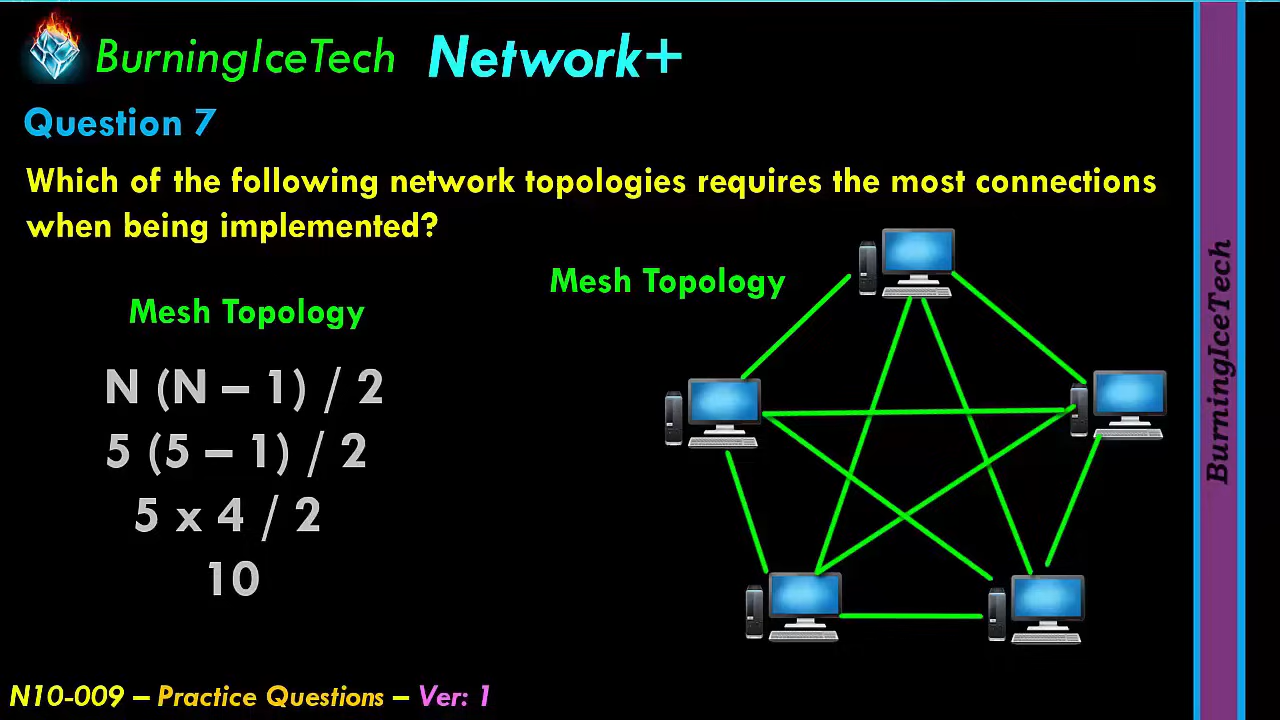 BurningIceTech Network+
Question 7
Which of the following network topologies requires the most connections
when being implemented?
Mesh Topology
N (N – 1) / 2
5 (5 – 1) / 2
5 x 4 / 2
10
Mesh Topology
BurningIceTech
N10-009 – Practice Questions – Ver: 1